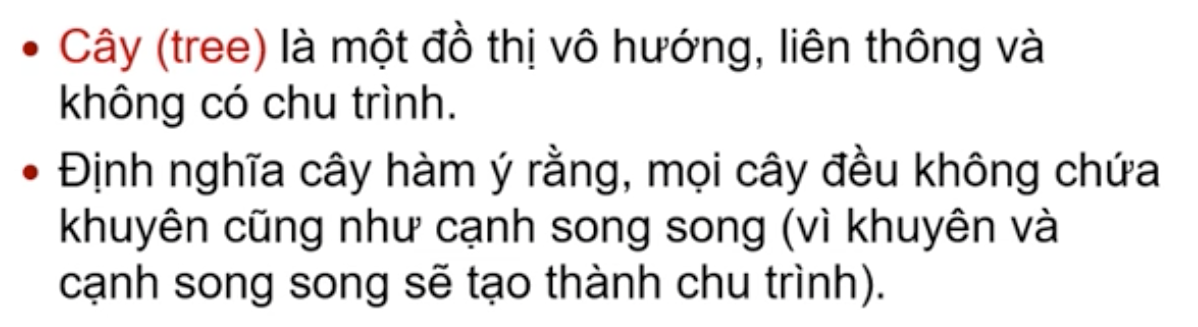 • Cây (tree) là một đồ thị vô hướng, liên thông và
không có chu trình.
• Định nghĩa cây hàm ý rằng, mọi cây đều không chứa
khuyên cũng như cạnh song song (vì khuyên và
cạnh song song sẽ tạo thành chu trình).